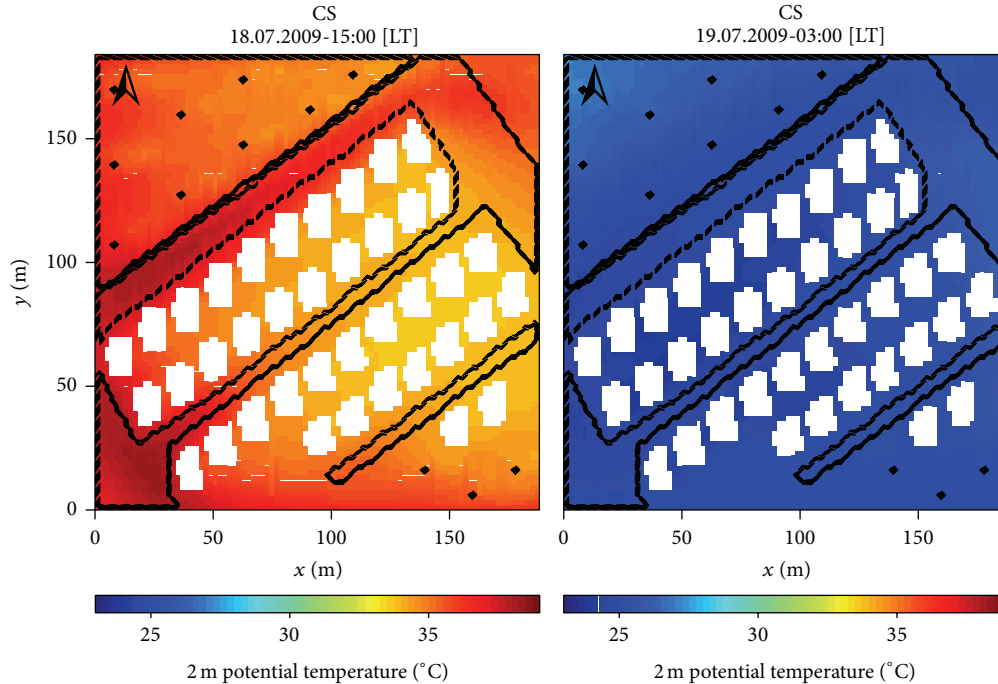 CS
18.07.2009-15:00 [LT]
CS
19.07.2009-03:00 [LT]
150
100
50
0
y (m)
0 50 100 150
x (m)
0 50 100 150
x (m)
25 30 35
2 m potential temperature (°C)
25 30 35
2 m potential temperature (°C)